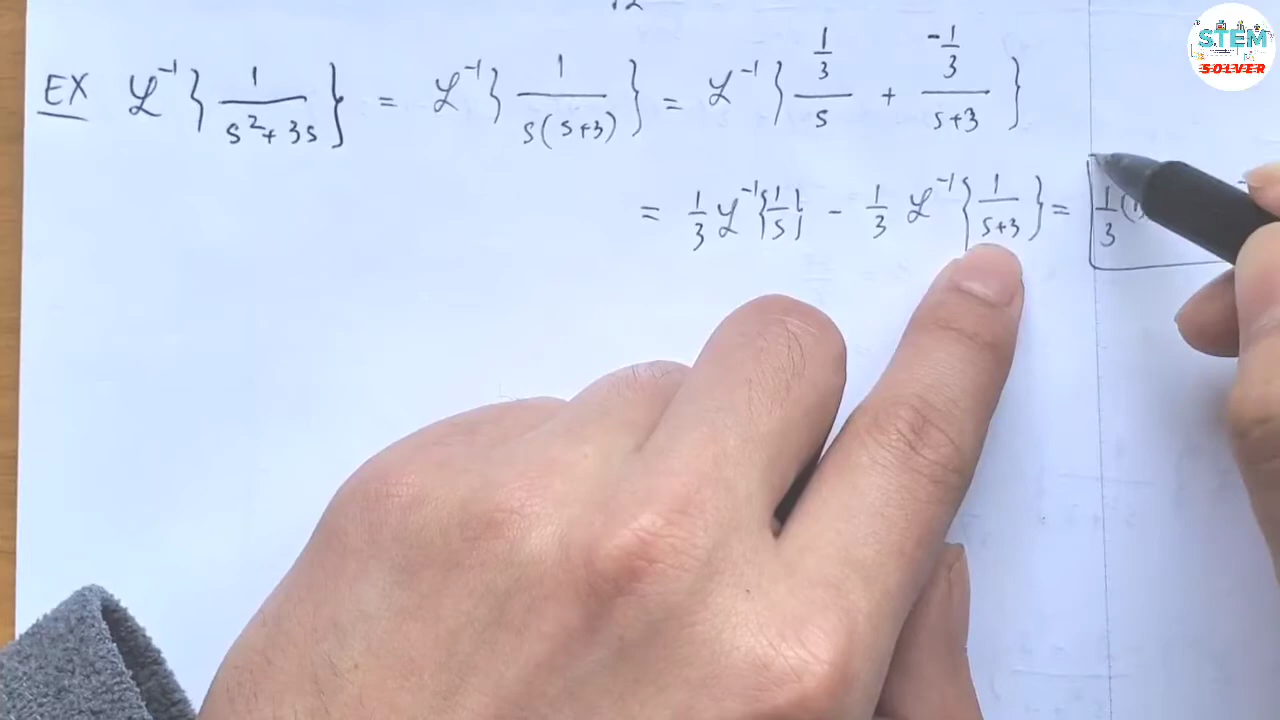 STEM
SOLVER
EX ℒ⁻¹{1/(s²+3s)} = ℒ⁻¹{1/(s(s+3))} = ℒ⁻¹{(1/3)/s + (-1/3)/(s+3)}
= 1/3 ℒ⁻¹{1/s} - 1/3 ℒ⁻¹{1/(s+3)} = 1/3